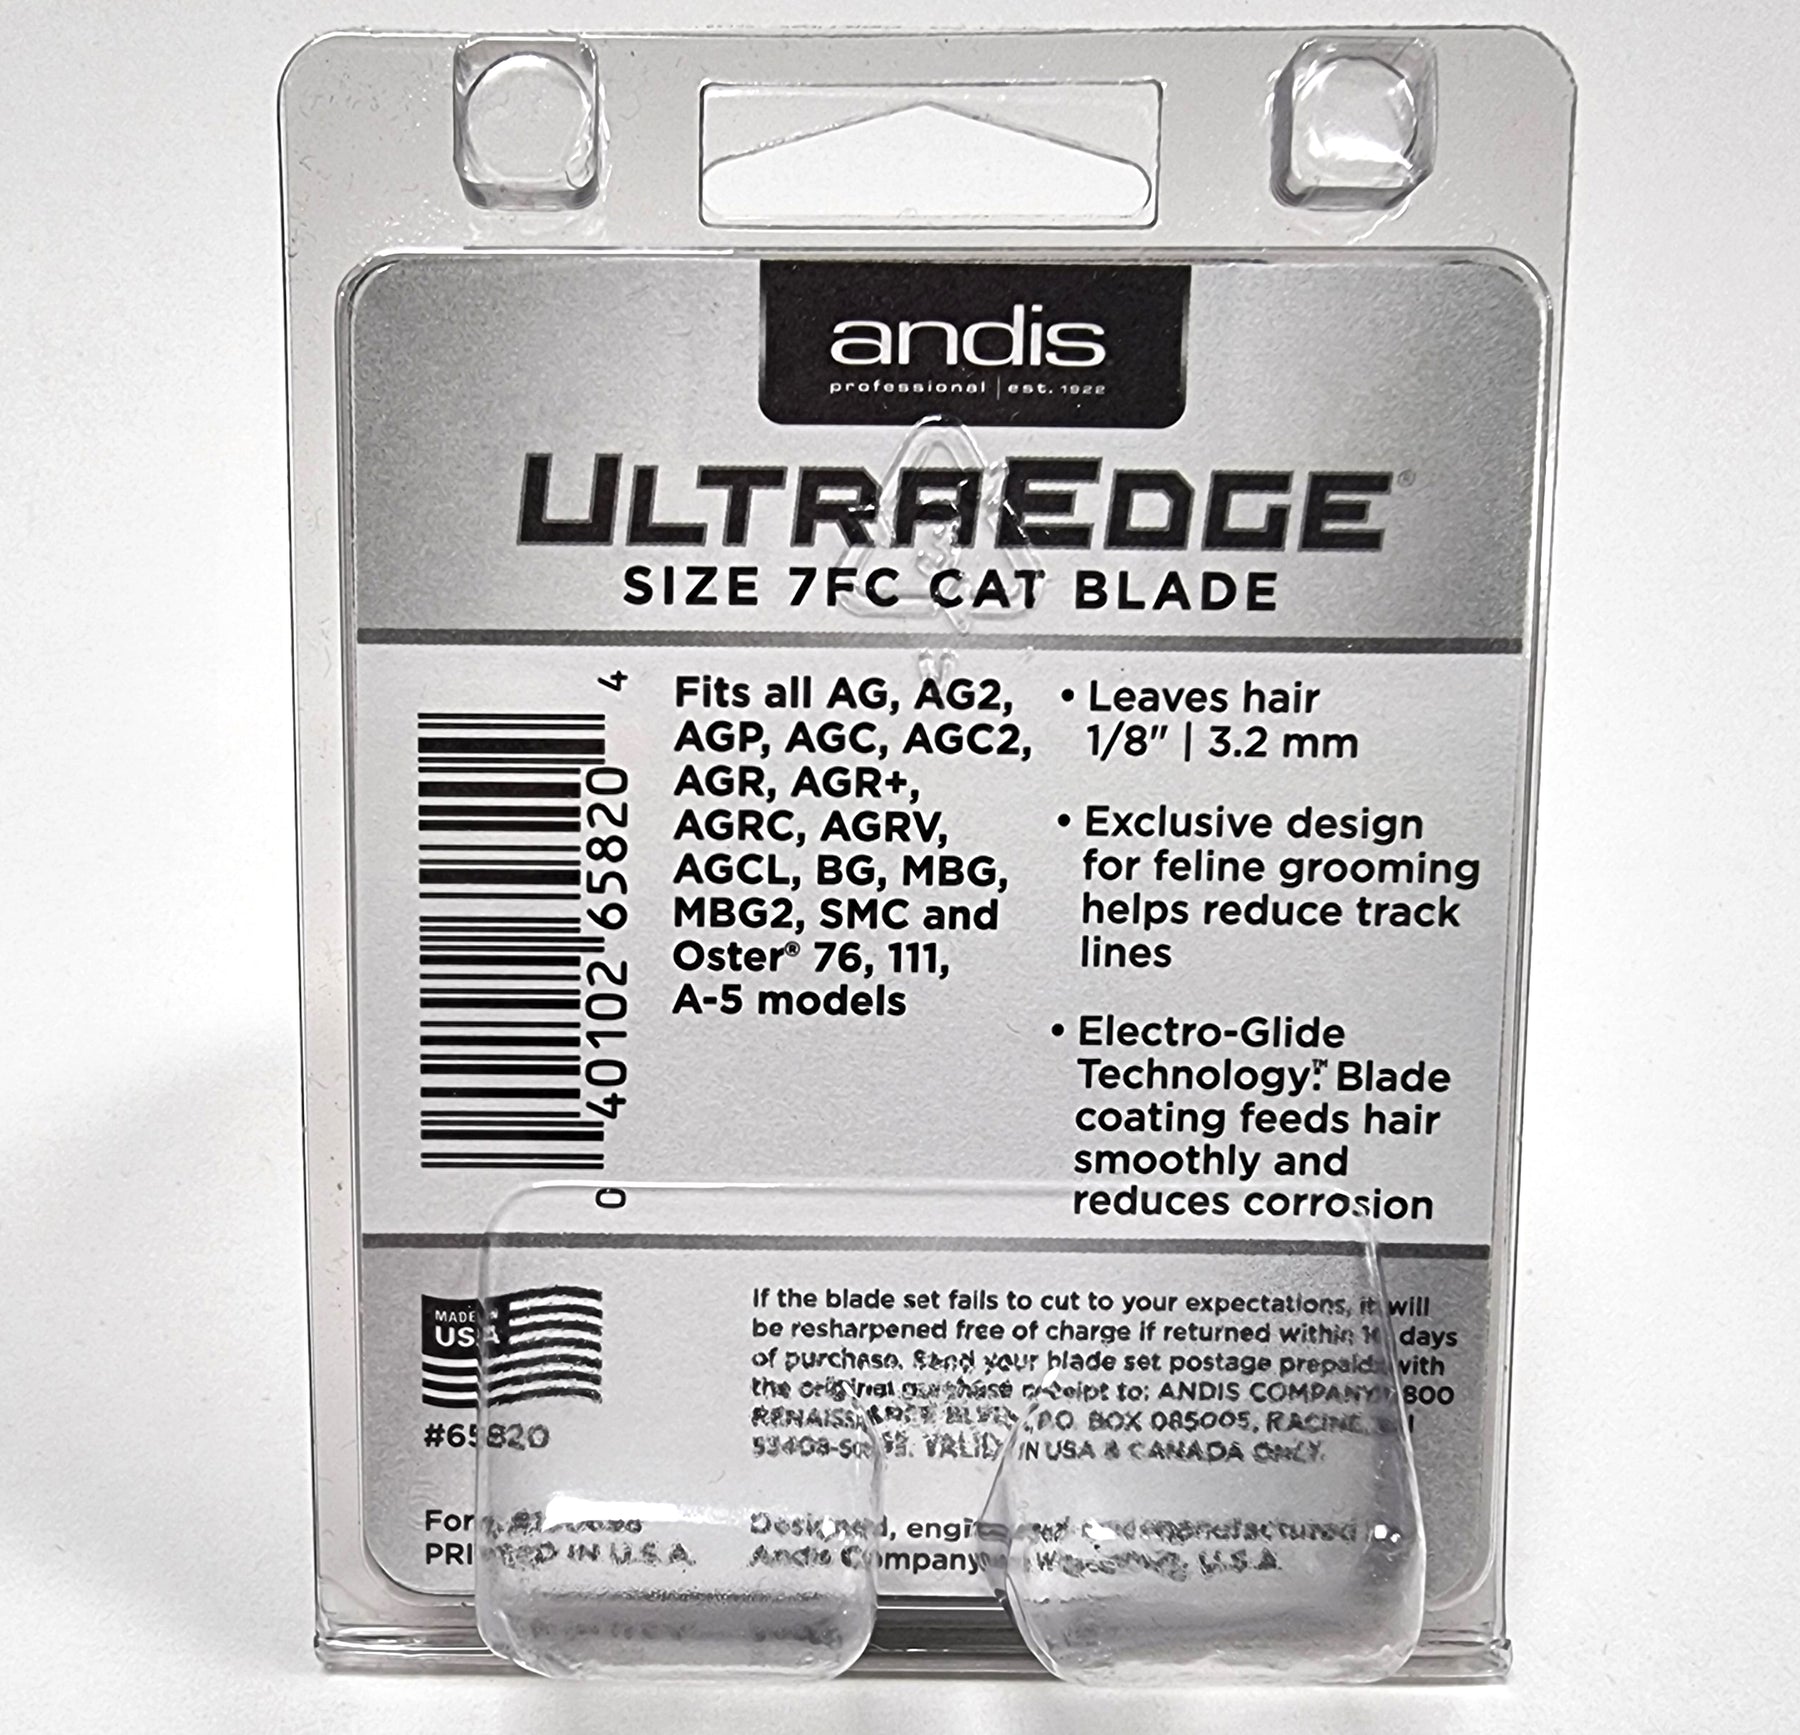 andis
professional | est. 1922
ULTRAEDGE®
SIZE 7FC CAT BLADE
0 40102 65820 4
Fits all AG, AG2,
AGP, AGC, AGC2,
AGR, AGR+,
AGRC, AGRV,
AGCL, BG, MBG,
MBG2, SMC and
Oster® 76, 111,
A-5 models
• Leaves hair
1/8" | 3.2 mm
• Exclusive design
for feline grooming
helps reduce track
lines
• Electro-Glide
Technology.™ Blade
coating feeds hair
smoothly and
reduces corrosion
MADE IN
USA
#65820
If the blade set fails to cut to your expectations, it will
be resharpened free of charge if returned within days
of purchase. Send your blade set postage prepaid with
the original purchase receipt to: ANDIS COMPANY
RENAISSANCE BLVD., P.O. BOX 085005, RACINE,
VALID IN USA & CANADA ONLY.
PRINTED IN U.S.A.
Designed, engineered and manufactured
Andis Company, U.S.A.